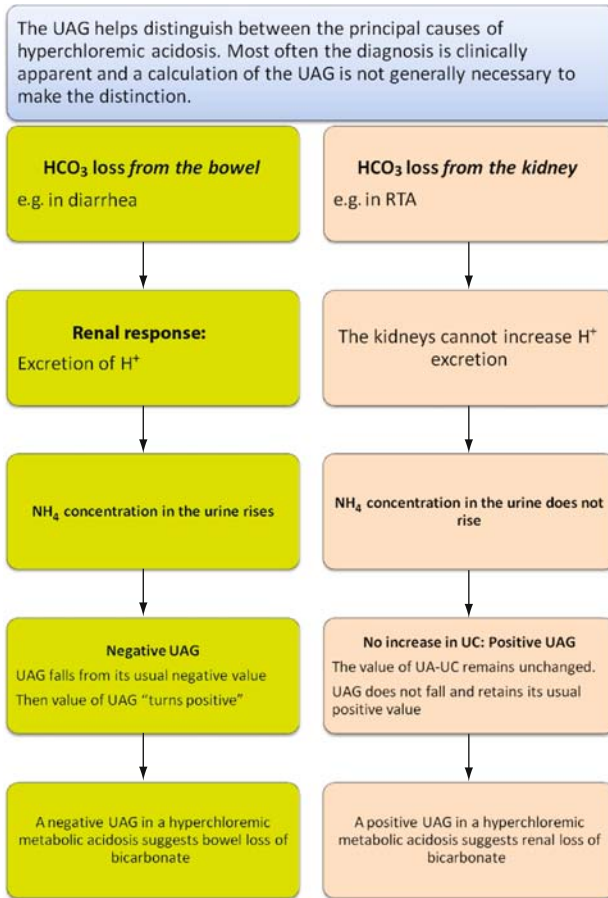 The UAG helps distinguish between the principal causes of
hyperchloremic acidosis. Most often the diagnosis is clinically
apparent and a calculation of the UAG is not generally necessary to
make the distinction.
HCO₃ loss from the bowel
e.g. in diarrhea
Renal response:
Excretion of H⁺
NH₄ concentration in the urine rises
Negative UAG
UAG falls from its usual negative value
Then value of UAG “turns positive”
A negative UAG in a hyperchloremic
metabolic acidosis suggests bowel loss of
bicarbonate
HCO₃ loss from the kidney
e.g. in RTA
The kidneys cannot increase H⁺
excretion
NH₄ concentration in the urine does not
rise
No increase in UC: Positive UAG
The value of UA-UC remains unchanged.
UAG does not fall and retains its usual
positive value
A positive UAG in a hyperchloremic
metabolic acidosis suggests renal loss of
bicarbonate